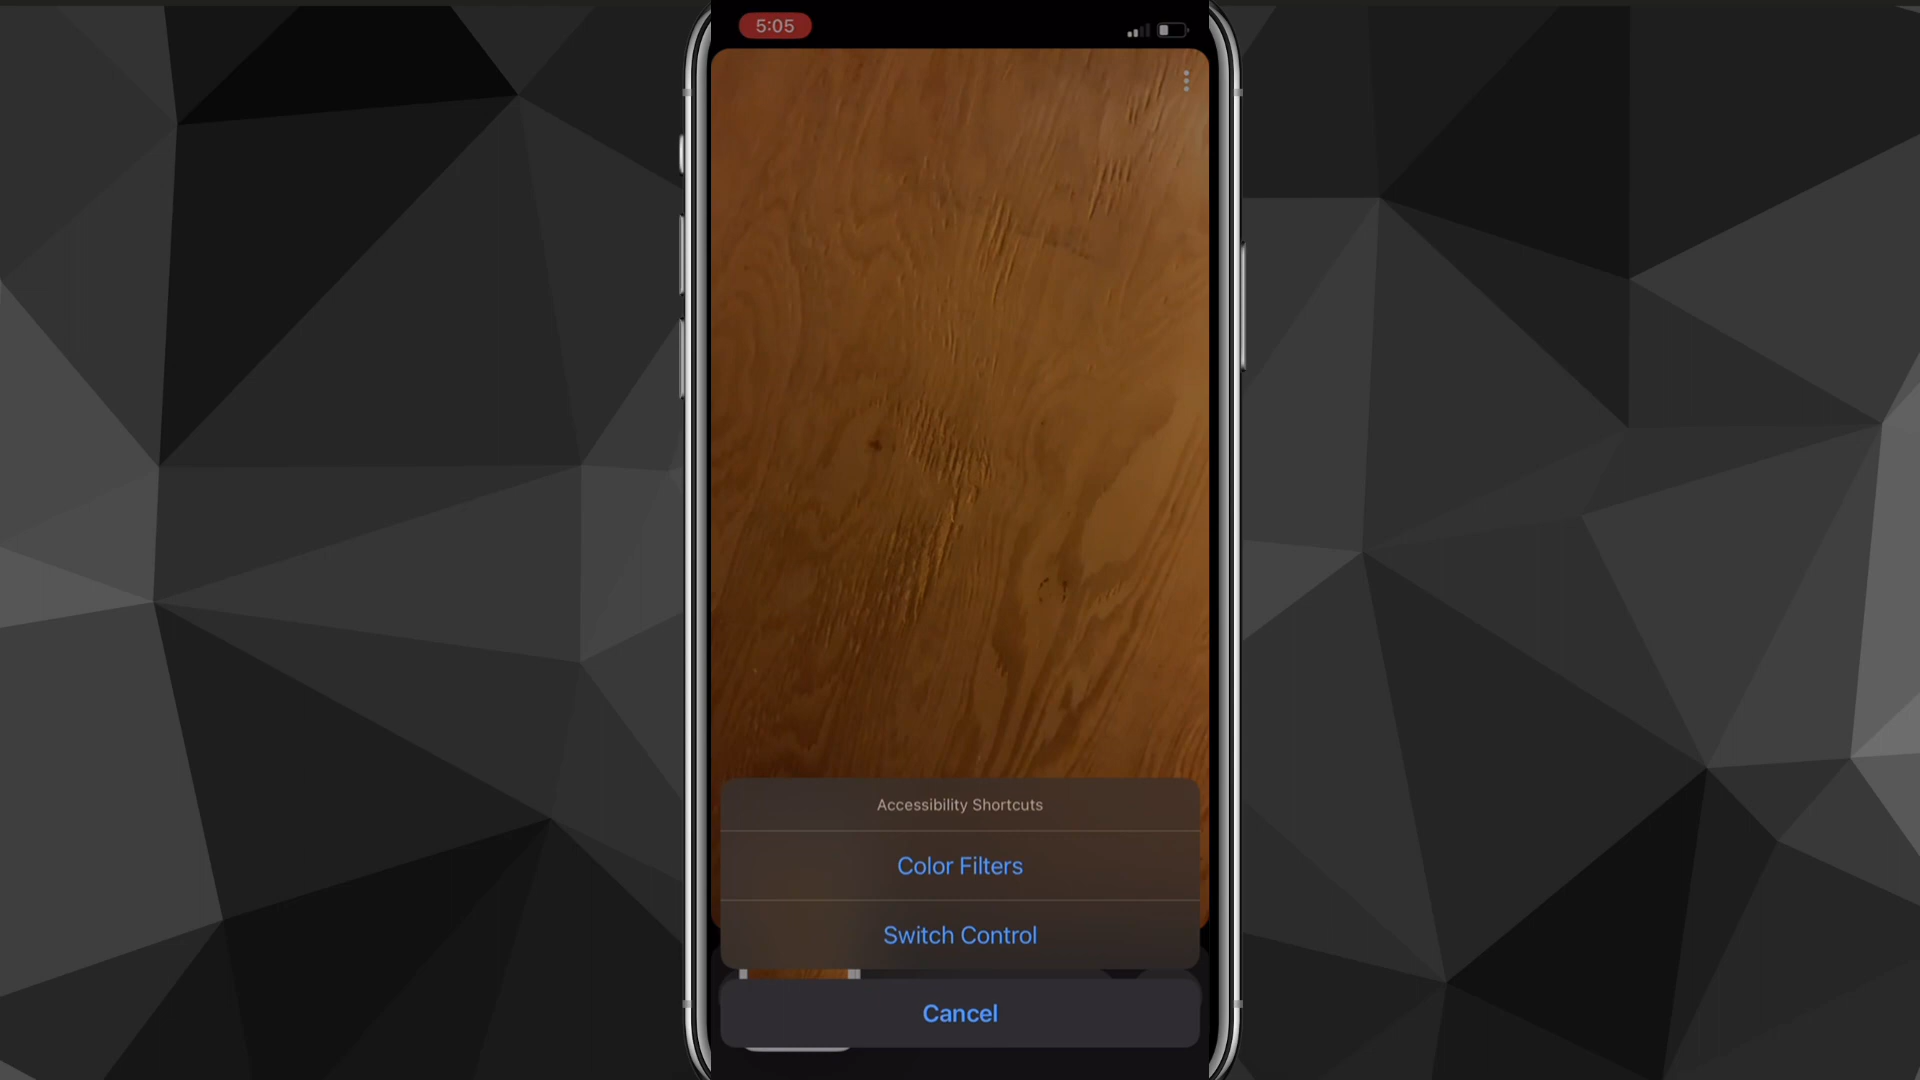 5:05
Accessibility Shortcuts
Color Filters
Switch Control
Cancel